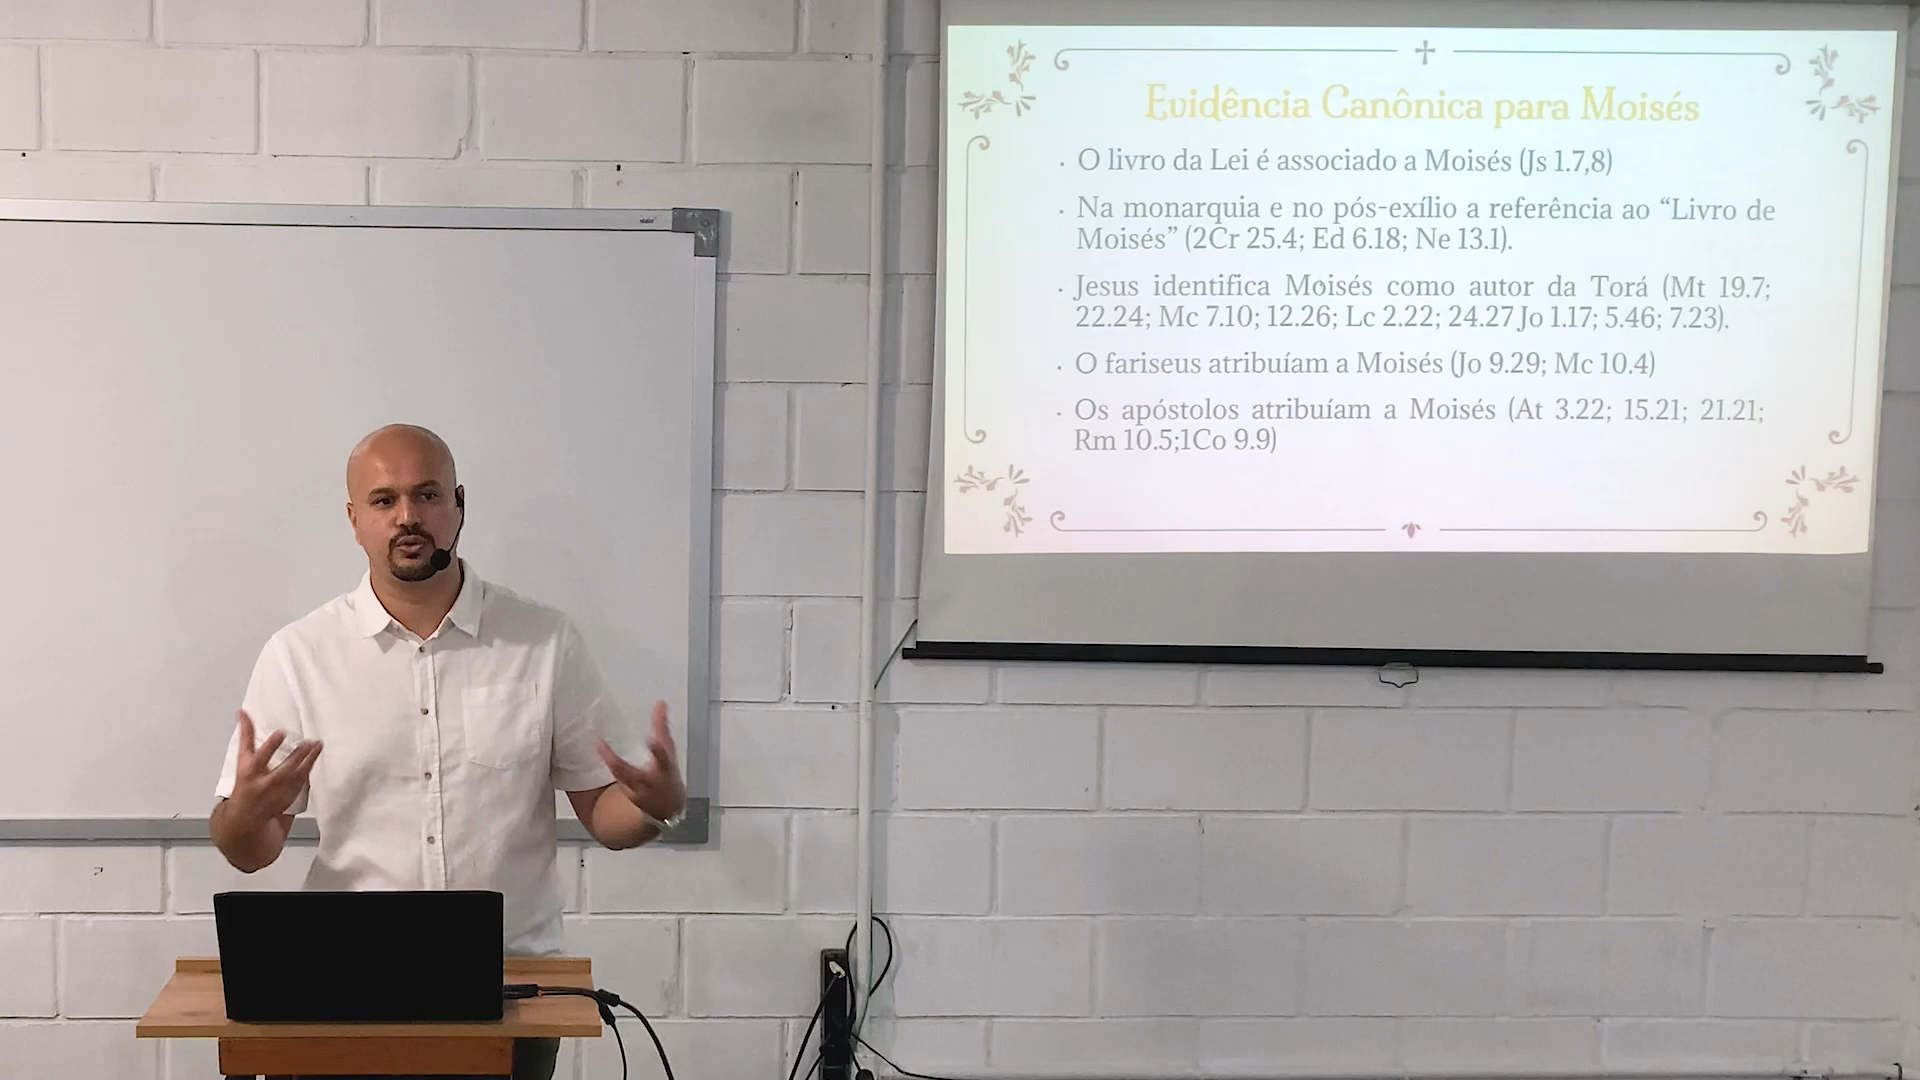 Evidência Canônica para Moisés
· O livro da Lei é associado a Moisés (Js 1.7,8)
· Na monarquia e no pós-exílio a referência ao “Livro de
Moisés” (2Cr 25.4; Ed 6.18; Ne 13.1).
· Jesus identifica Moisés como autor da Torá (Mt 19.7;
22.24; Mc 7.10; 12.26; Lc 2.22; 24.27 Jo 1.17; 5.46; 7.23).
· O fariseus atribuíam a Moisés (Jo 9.29; Mc 10.4)
· Os apóstolos atribuíam a Moisés (At 3.22; 15.21; 21.21;
Rm 10.5;1Co 9.9)